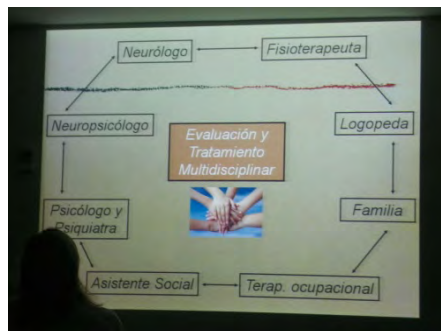 Neurólogo
Fisioterapeuta
Neuropsicólogo
Logopeda
Evaluación y
Tratamiento
Multidisciplinar
Psicólogo y
Psiquiatra
Familia
Asistente Social
Terap. ocupacional